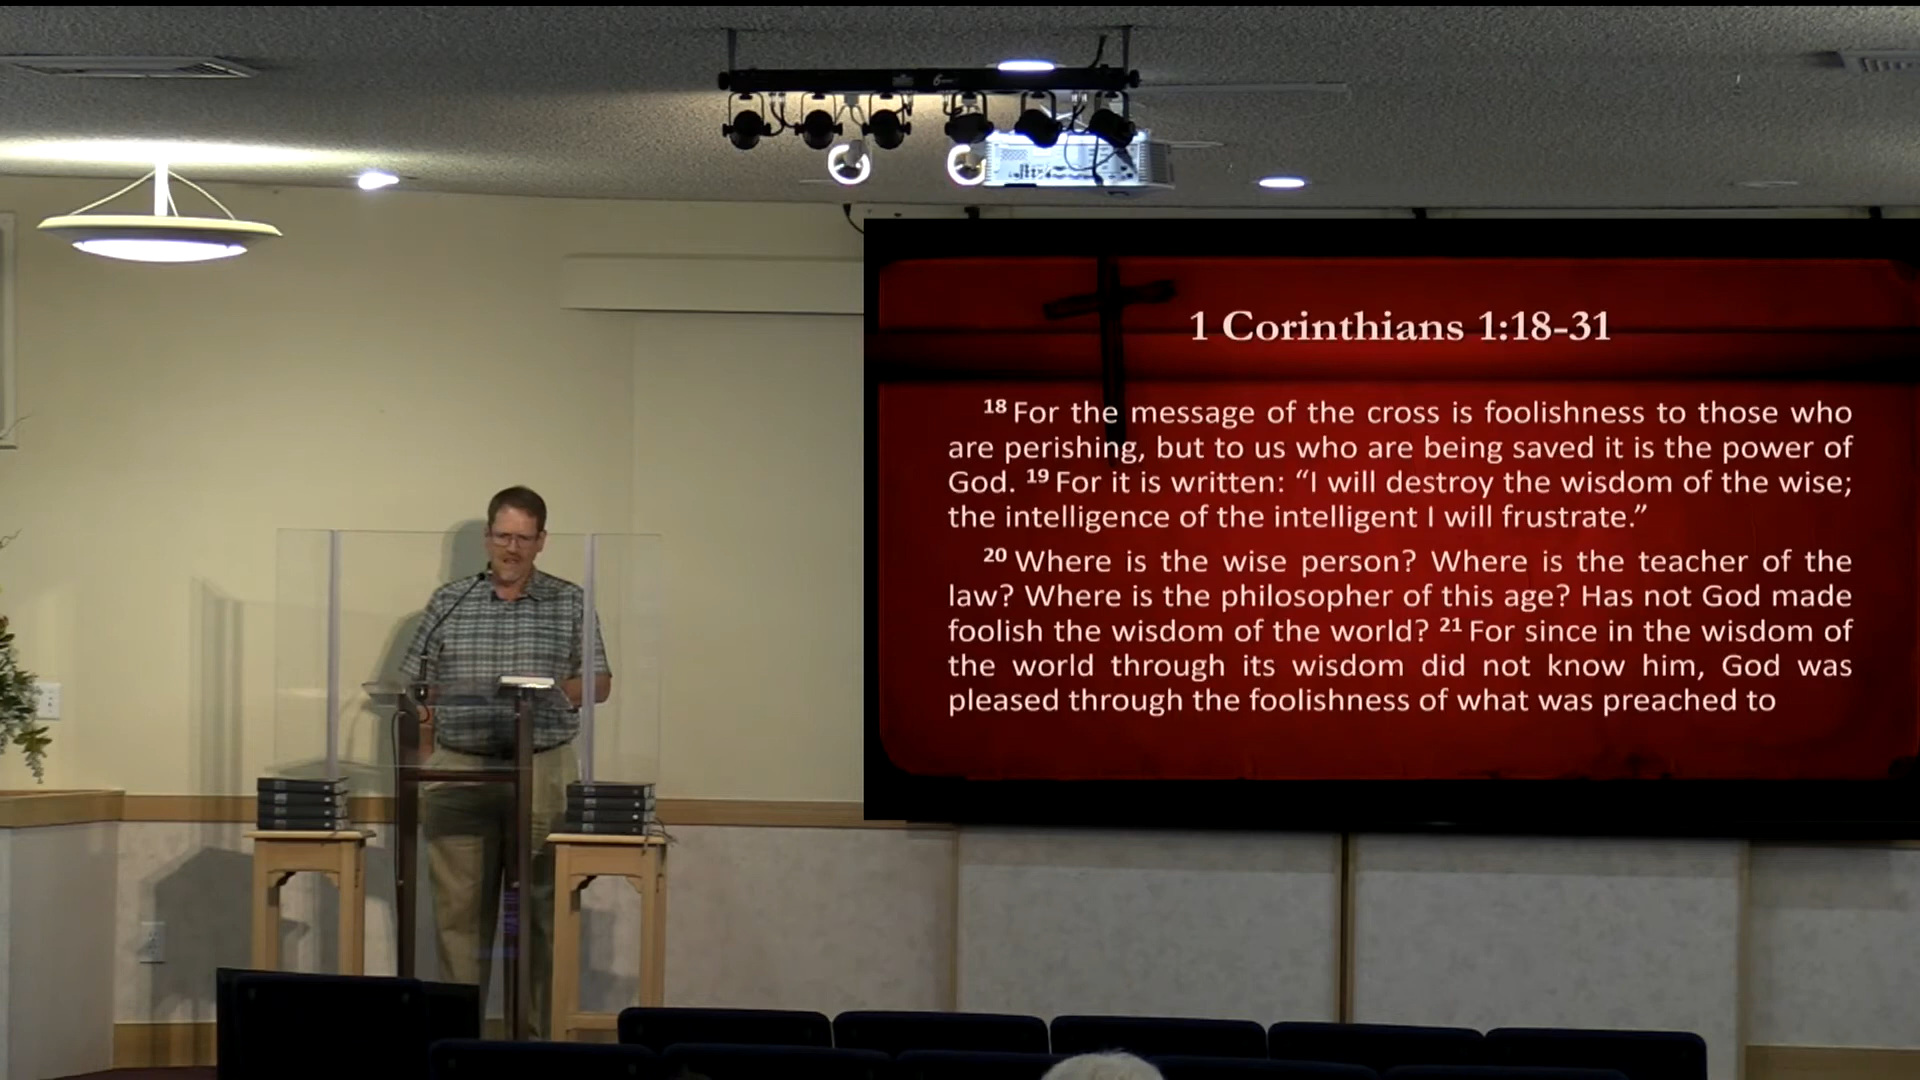 1 Corinthians 1:18-31
18 For the message of the cross is foolishness to those who
are perishing, but to us who are being saved it is the power of
God. 19 For it is written: “I will destroy the wisdom of the wise;
the intelligence of the intelligent I will frustrate.”
20 Where is the wise person? Where is the teacher of the
law? Where is the philosopher of this age? Has not God made
foolish the wisdom of the world? 21 For since in the wisdom of
the world through its wisdom did not know him, God was
pleased through the foolishness of what was preached to